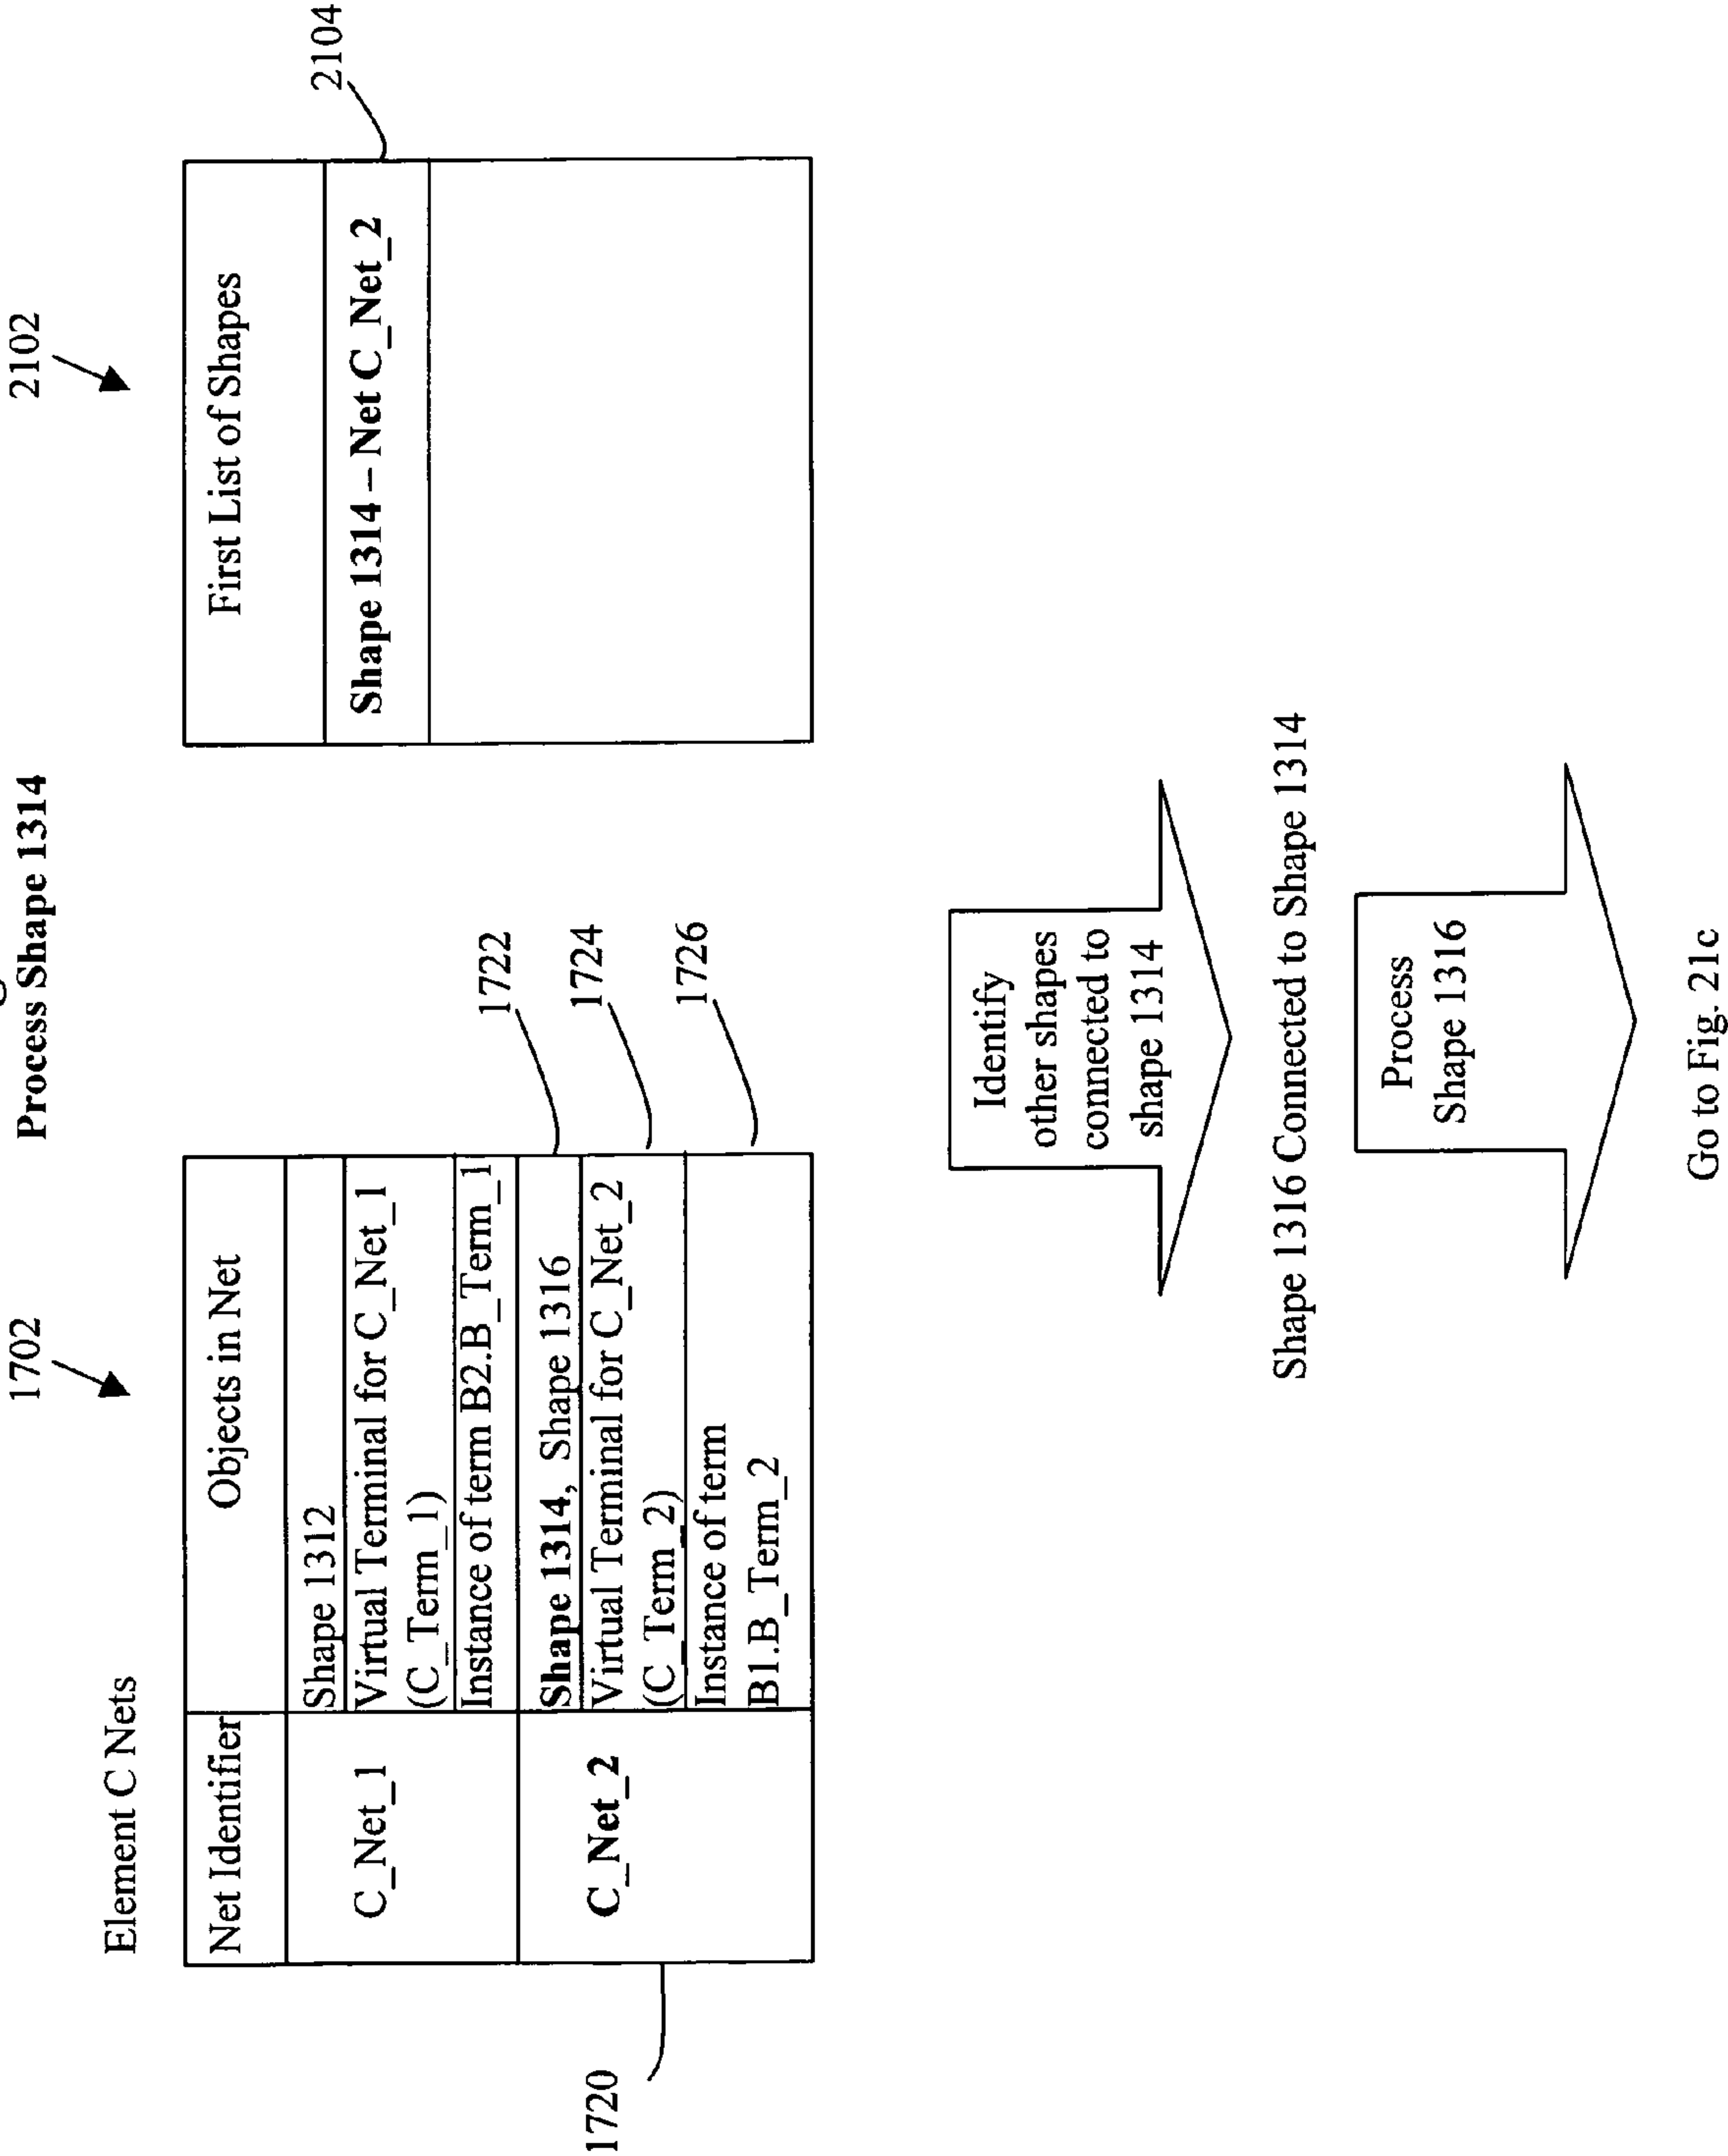 Process Shape 1314
1702
2102
Element C Nets
Net Identifier
Objects in Net
C_Net_1
Shape 1312
Virtual Terminal for C_Net_1
(C_Term_1)
Instance of term B2.B_Term_1
C_Net_2
Shape 1314, Shape 1316
Virtual Terminal for C_Net_2
(C_Term_2)
Instance of term
B1.B_Term_2
1720
1722
1724
1726
First List of Shapes
Shape 1314 – Net C_Net_2
2104
Identify
other shapes
connected to
shape 1314
Shape 1316 Connected to Shape 1314
Process
Shape 1316
Go to Fig. 21c